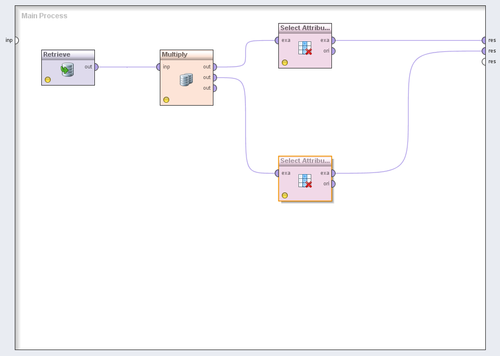 Main Process
inp
Retrieve
out
Multiply
inp
out
out
out
Select Attribu...
exa
exa
ori
Select Attribu...
exa
exa
ori
res
res
res